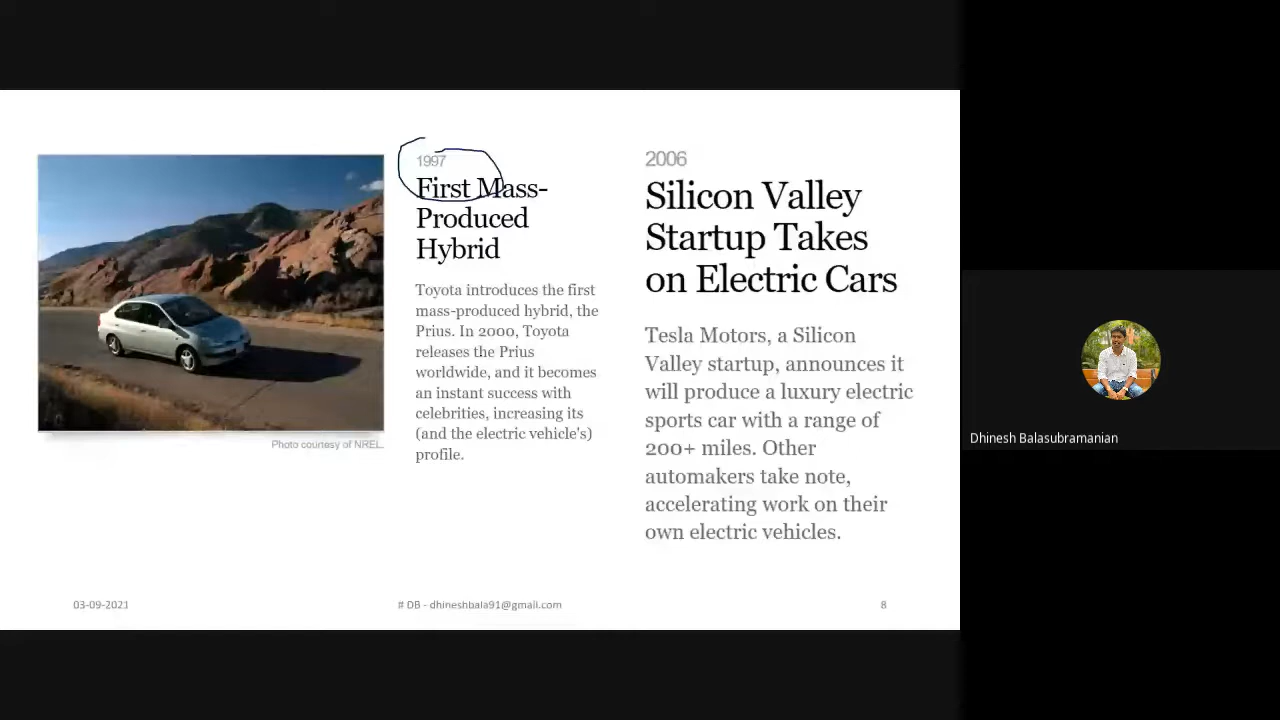 1997
First Mass-
Produced
Hybrid
Toyota introduces the first
mass-produced hybrid, the
Prius. In 2000, Toyota
releases the Prius
worldwide, and it becomes
an instant success with
celebrities, increasing its
(and the electric vehicle's)
profile.
Photo courtesy of NREL.
2006
Silicon Valley
Startup Takes
on Electric Cars
Tesla Motors, a Silicon
Valley startup, announces it
will produce a luxury electric
sports car with a range of
200+ miles. Other
automakers take note,
accelerating work on their
own electric vehicles.
03-09-2021
# DB - dhineshbala91@gmail.com
8
Dhinesh Balasubramanian